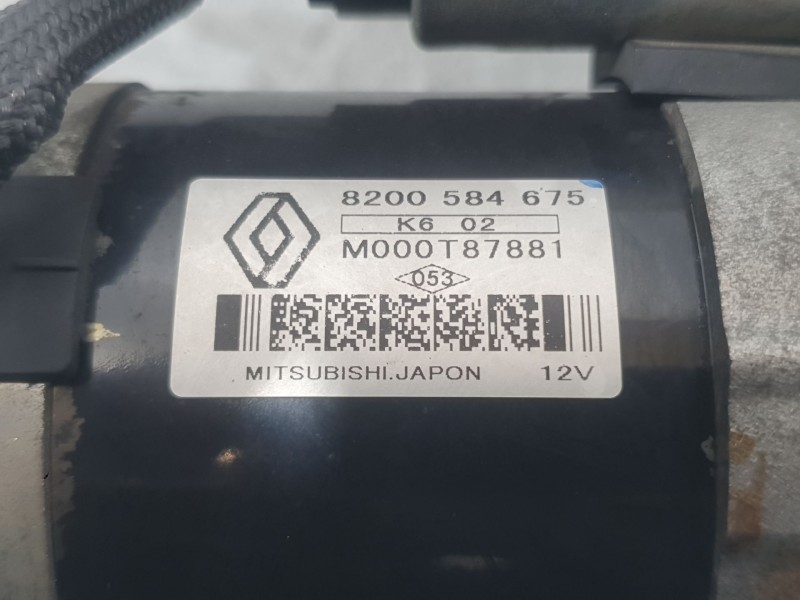 8200 584 675
K6 02
M000T87881
053
MITSUBISHI.JAPON 12V